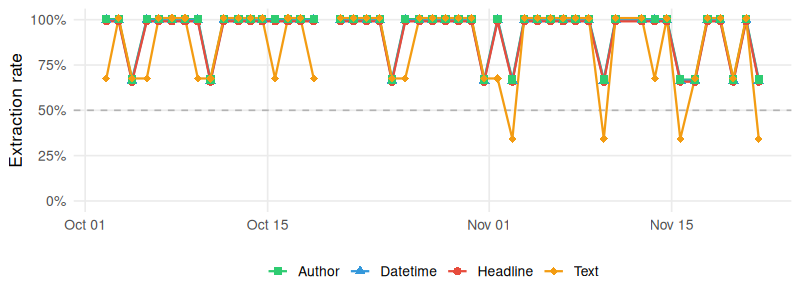 100%
75%
50%
25%
0%
Extraction rate
Oct 01 Oct 15 Nov 01 Nov 15
Author Datetime Headline Text